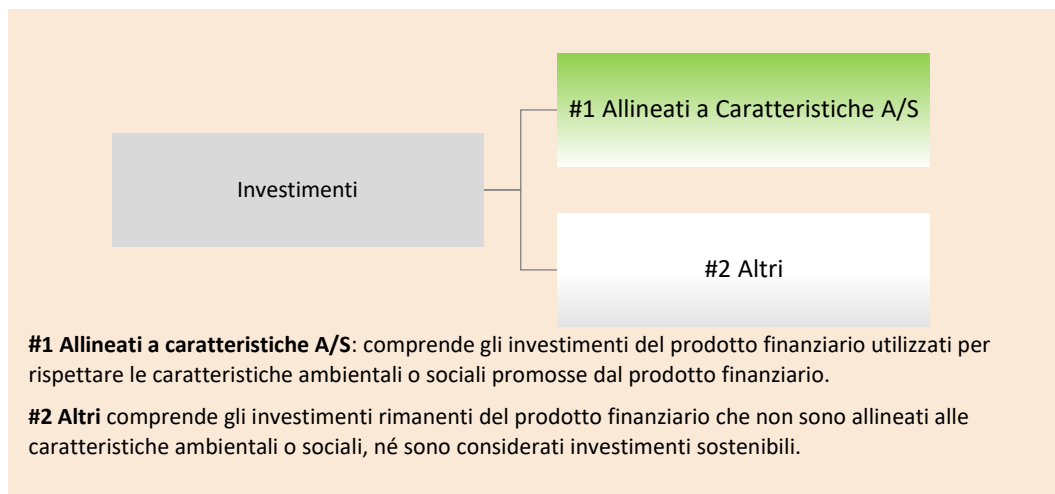 #1 Allineati a Caratteristiche A/S
Investimenti
#2 Altri
#1 Allineati a caratteristiche A/S: comprende gli investimenti del prodotto finanziario utilizzati per
rispettare le caratteristiche ambientali o sociali promosse dal prodotto finanziario.
#2 Altri comprende gli investimenti rimanenti del prodotto finanziario che non sono allineati alle
caratteristiche ambientali o sociali, né sono considerati investimenti sostenibili.